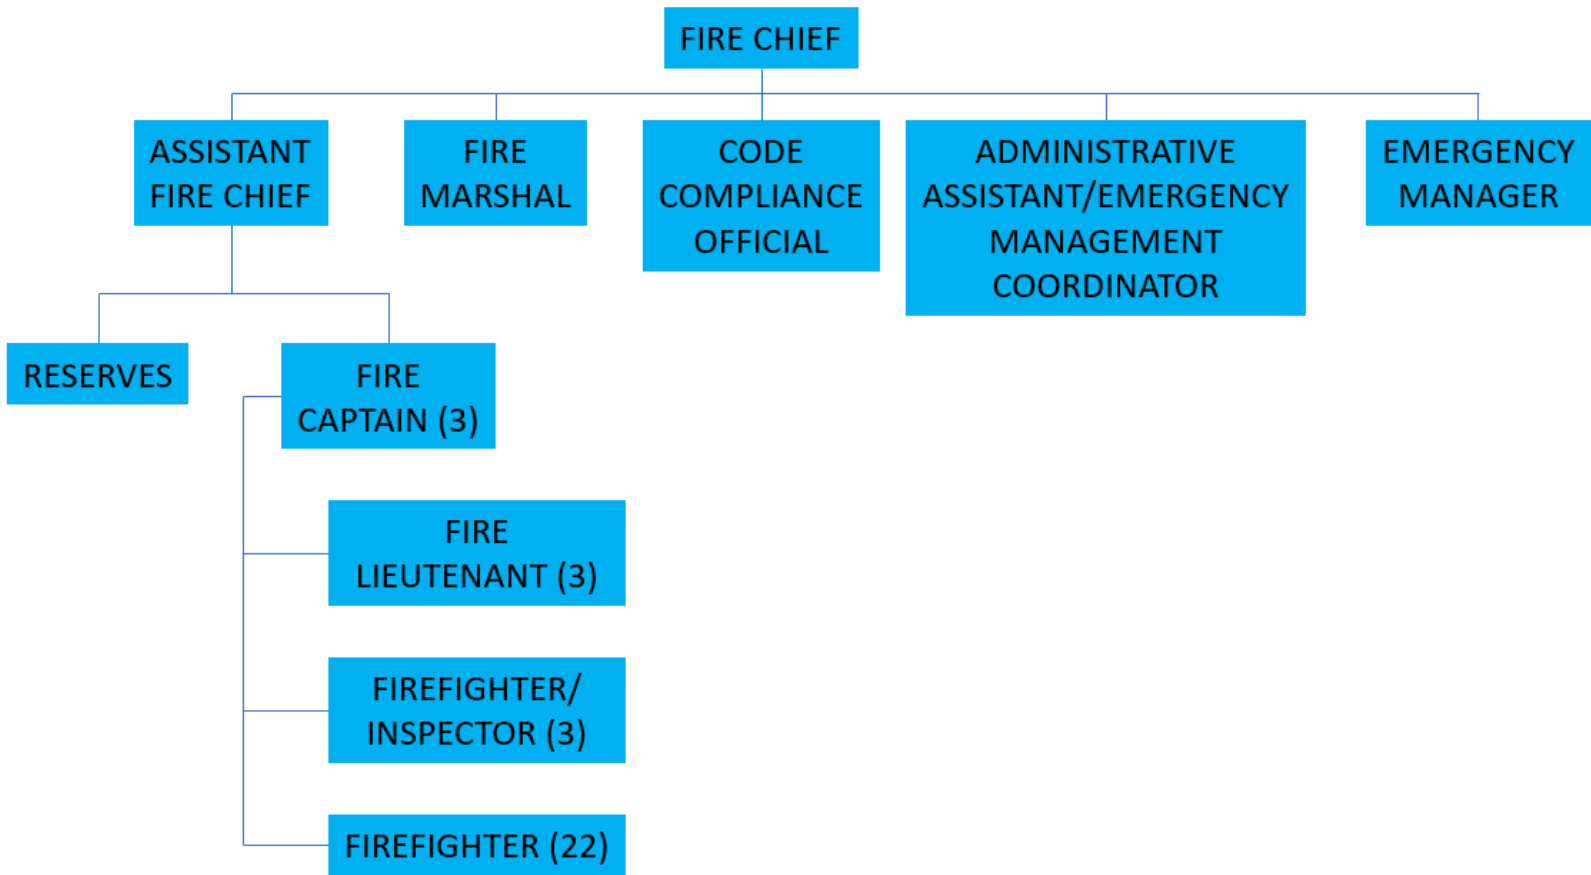 FIRE CHIEF
ASSISTANT
FIRE CHIEF
FIRE
MARSHAL
CODE
COMPLIANCE
OFFICIAL
ADMINISTRATIVE
ASSISTANT/EMERGENCY
MANAGEMENT
COORDINATOR
EMERGENCY
MANAGER
RESERVES
FIRE
CAPTAIN (3)
FIRE
LIEUTENANT (3)
FIREFIGHTER/
INSPECTOR (3)
FIREFIGHTER (22)